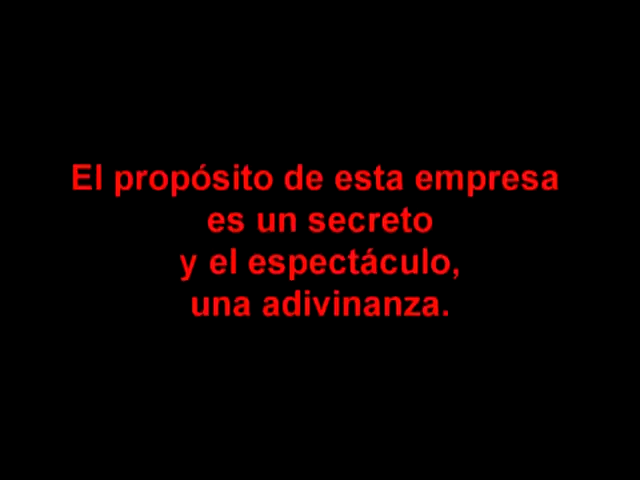 El propósito de esta empresa
es un secreto
y el espectáculo,
una adivinanza.